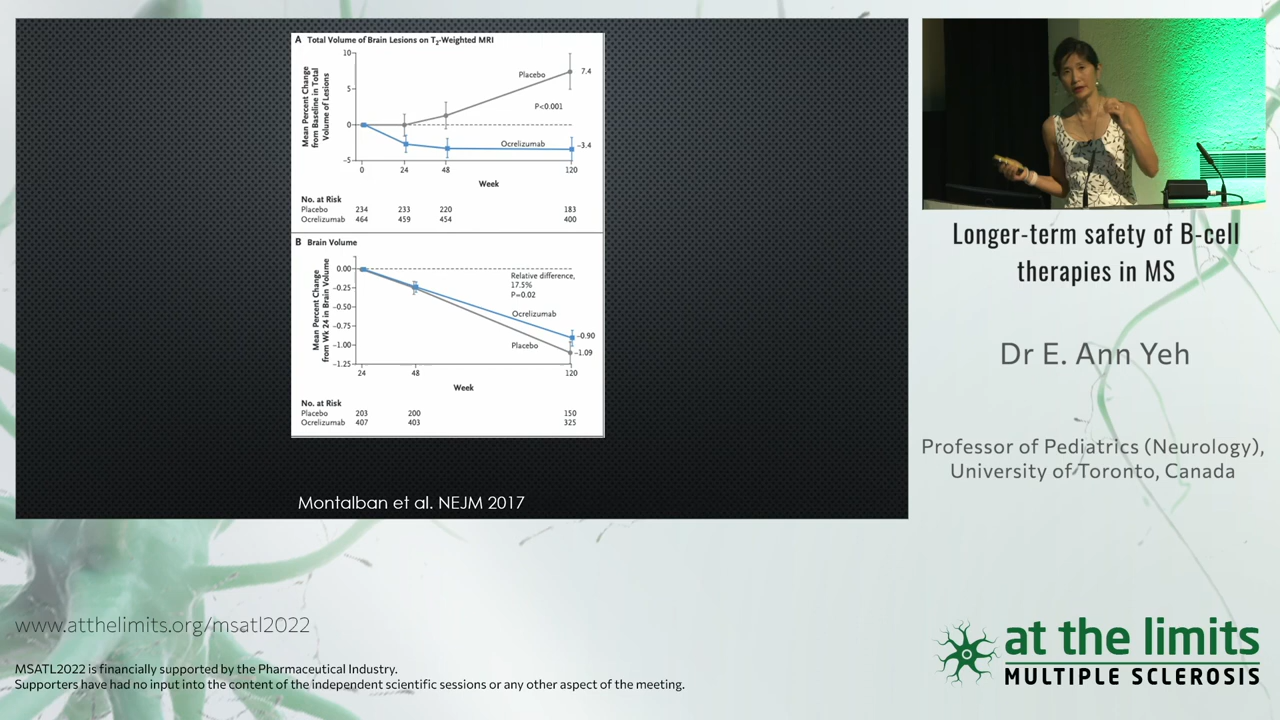 A Total Volume of Brain Lesions on T2-Weighted MRI
Mean Percent Change
from Baseline in Total
Volume of Lesions
10
5
0
−5
Placebo
7.4
P<0.001
Ocrelizumab
−3.4
0 24 48 120
Week
No. at Risk
Placebo 234 233 220 183
Ocrelizumab 464 459 454 400
B Brain Volume
Mean Percent Change
from Wk 24 in Brain Volume
0.00
−0.25
−0.50
−0.75
−1.00
−1.25
Relative difference,
17.5%
P=0.02
Ocrelizumab
−0.90
Placebo
−1.09
24 48 120
Week
No. at Risk
Placebo 203 200 150
Ocrelizumab 407 403 325
Montalban et al. NEJM 2017
Longer-term safety of B-cell
therapies in MS
Dr E. Ann Yeh
Professor of Pediatrics (Neurology),
University of Toronto, Canada
www.atthelimits.org/msatl2022
MSATL2022 is financially supported by the Pharmaceutical Industry.
Supporters have had no input into the content of the independent scientific sessions or any other aspect of the meeting.
at the limits
MULTIPLE SCLEROSIS